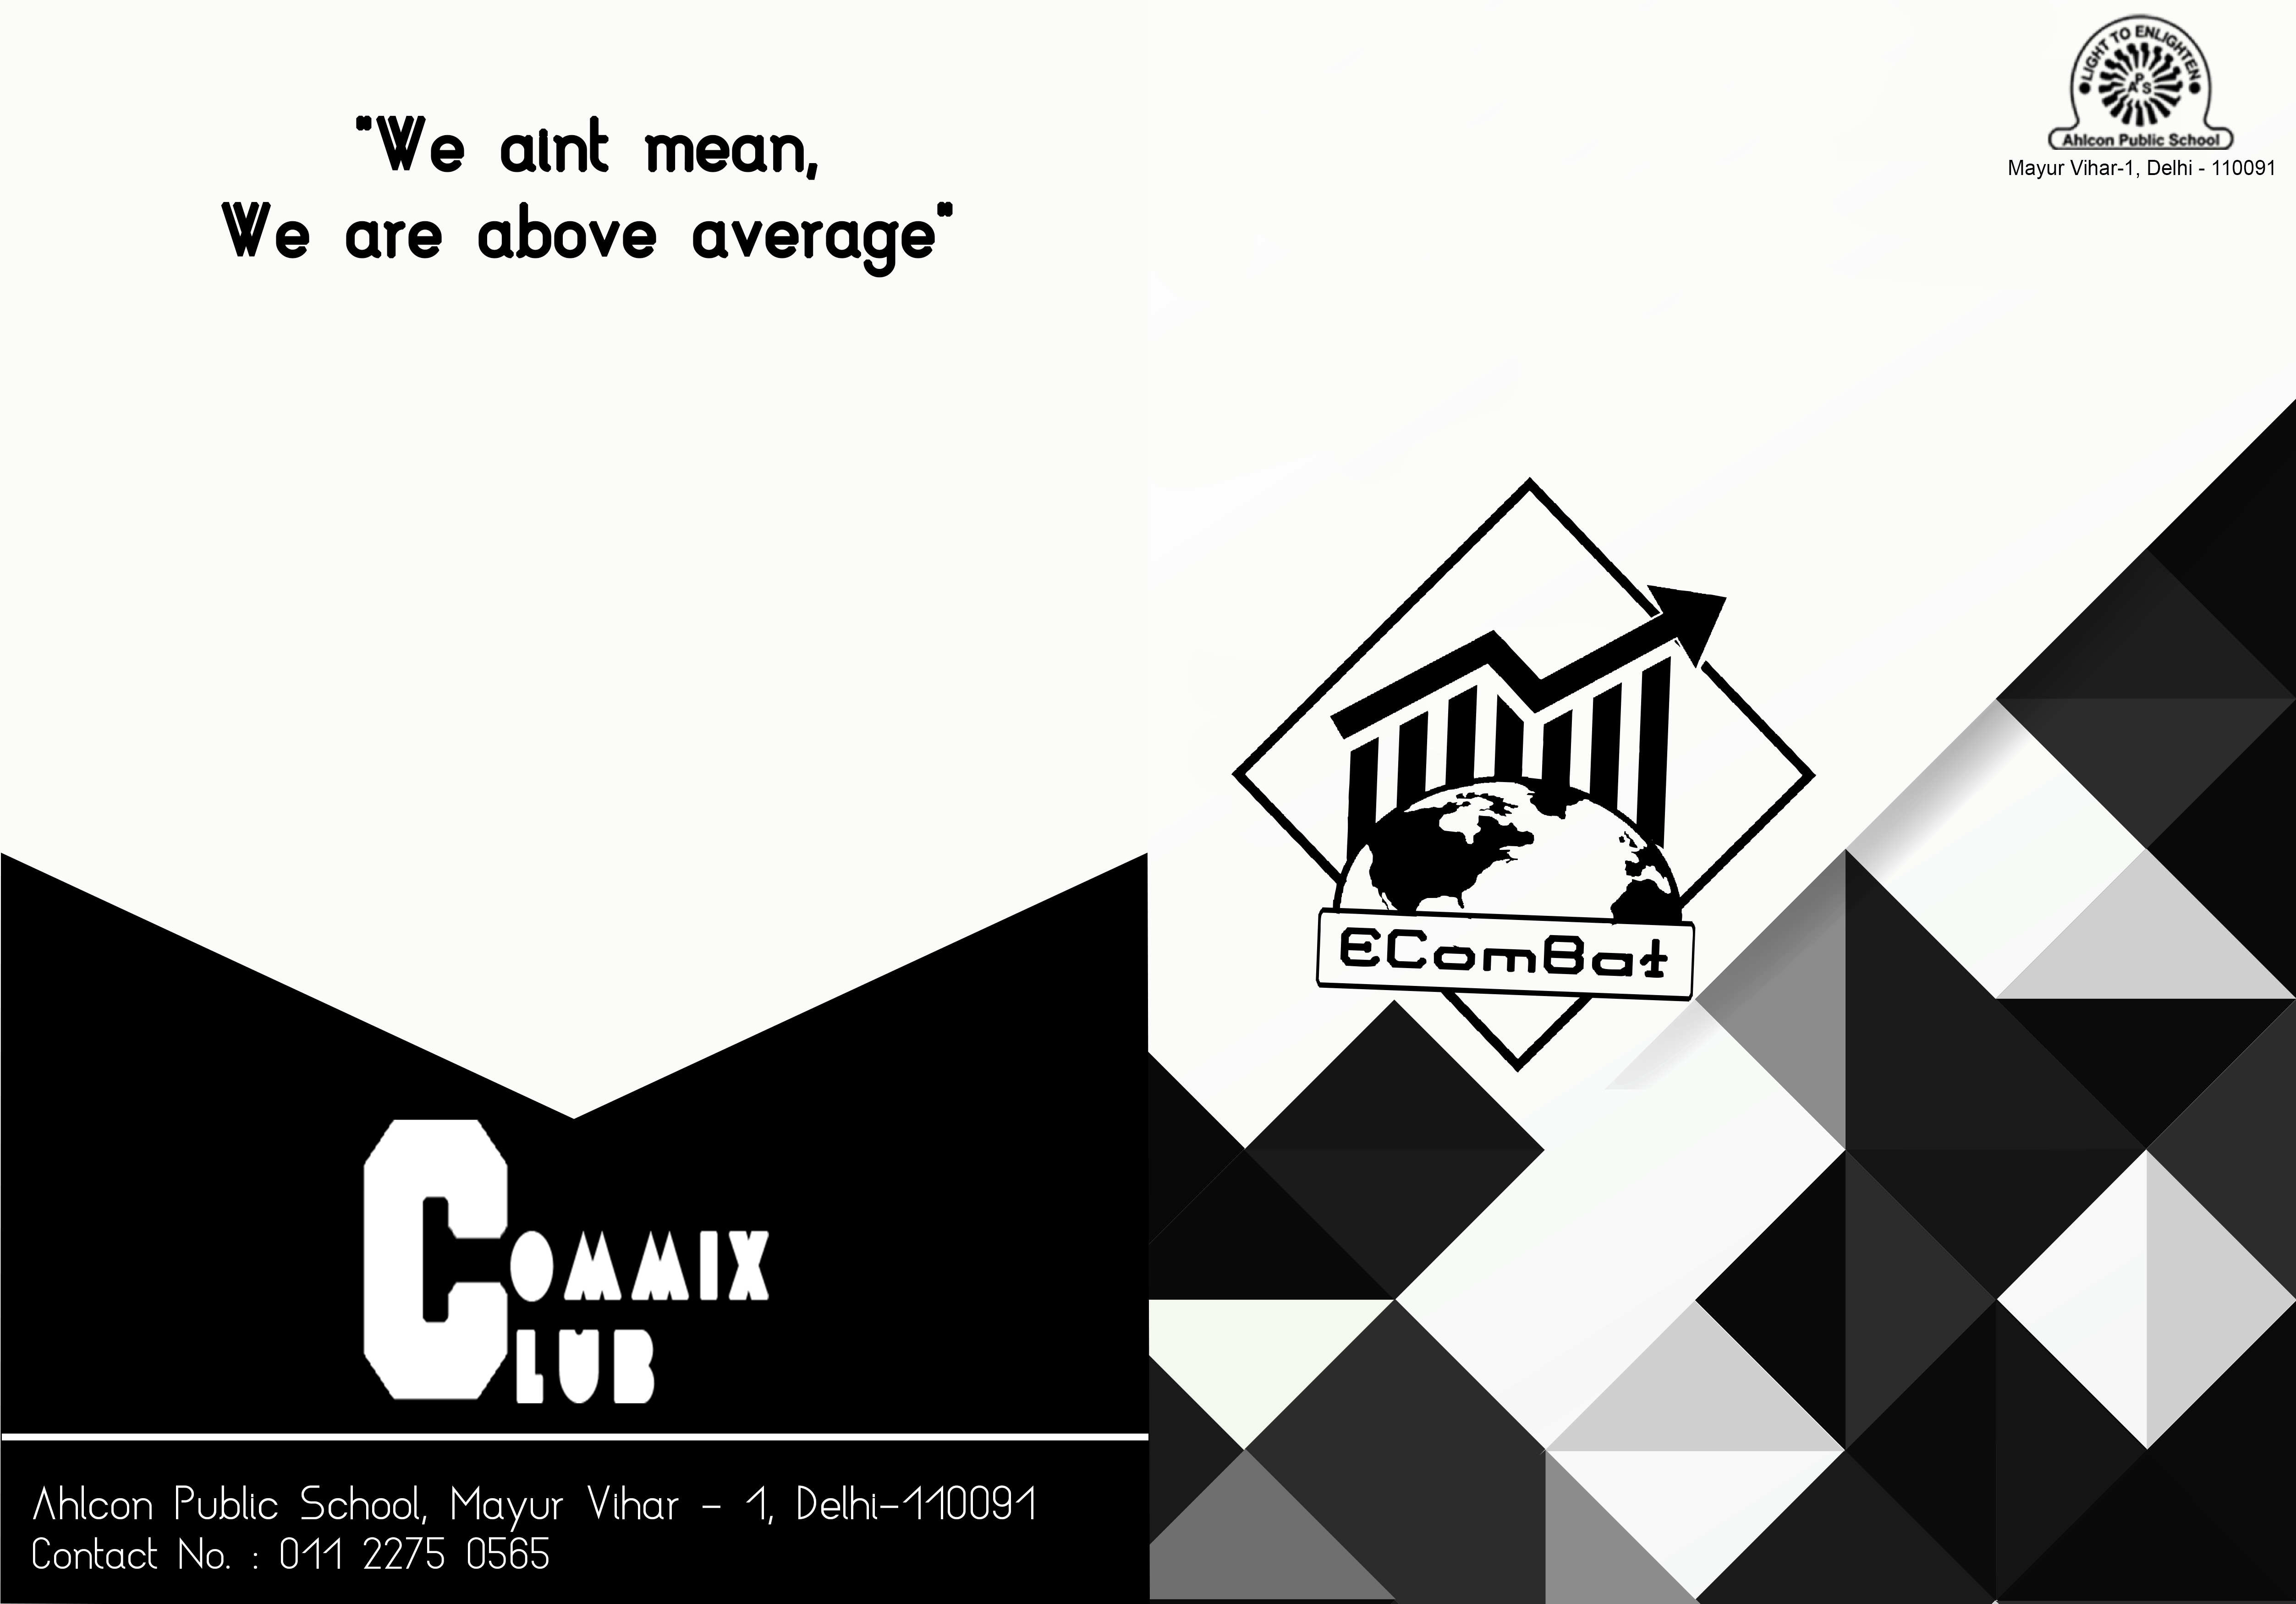 "We aint mean,
We are above average"
COMMIX
CLUB
Ahlcon Public School, Mayur Vihar - 1, Delhi-110091
Contact No. : 011 2275 0565
LIGHT TO ENLIGHTEN
P
A S
Ahlcon Public School
Mayur Vihar-1, Delhi - 110091
EComBat